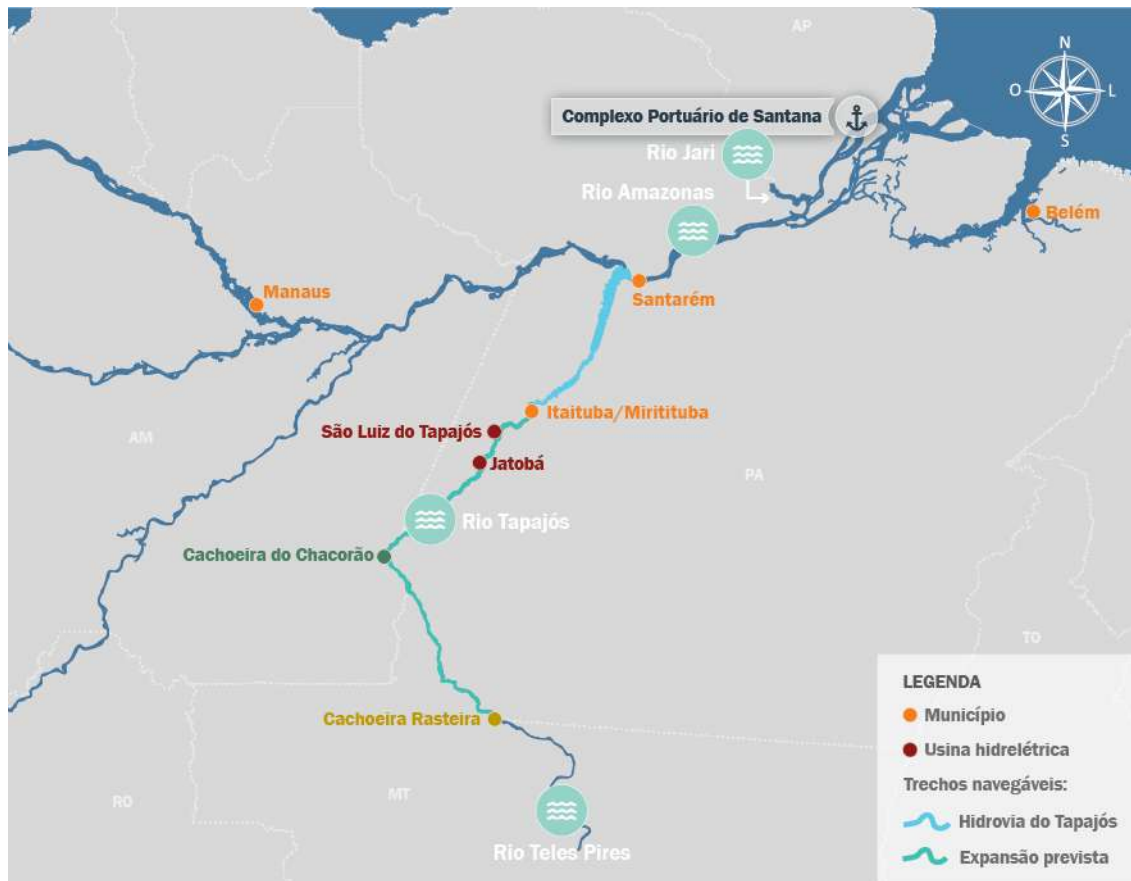 AP
N
O
L
S
Complexo Portuário de Santana
Rio Jari
Rio Amazonas
Belém
Manaus
Santarém
Itaituba/Miritituba
São Luiz do Tapajós
AM
Jatobá
PA
Rio Tapajós
Cachoeira do Chacorão
TO
Cachoeira Rasteira
RO
MT
Rio Teles Pires
LEGENDA
Município
Usina hidrelétrica
Trechos navegáveis:
Hidrovia do Tapajós
Expansão prevista